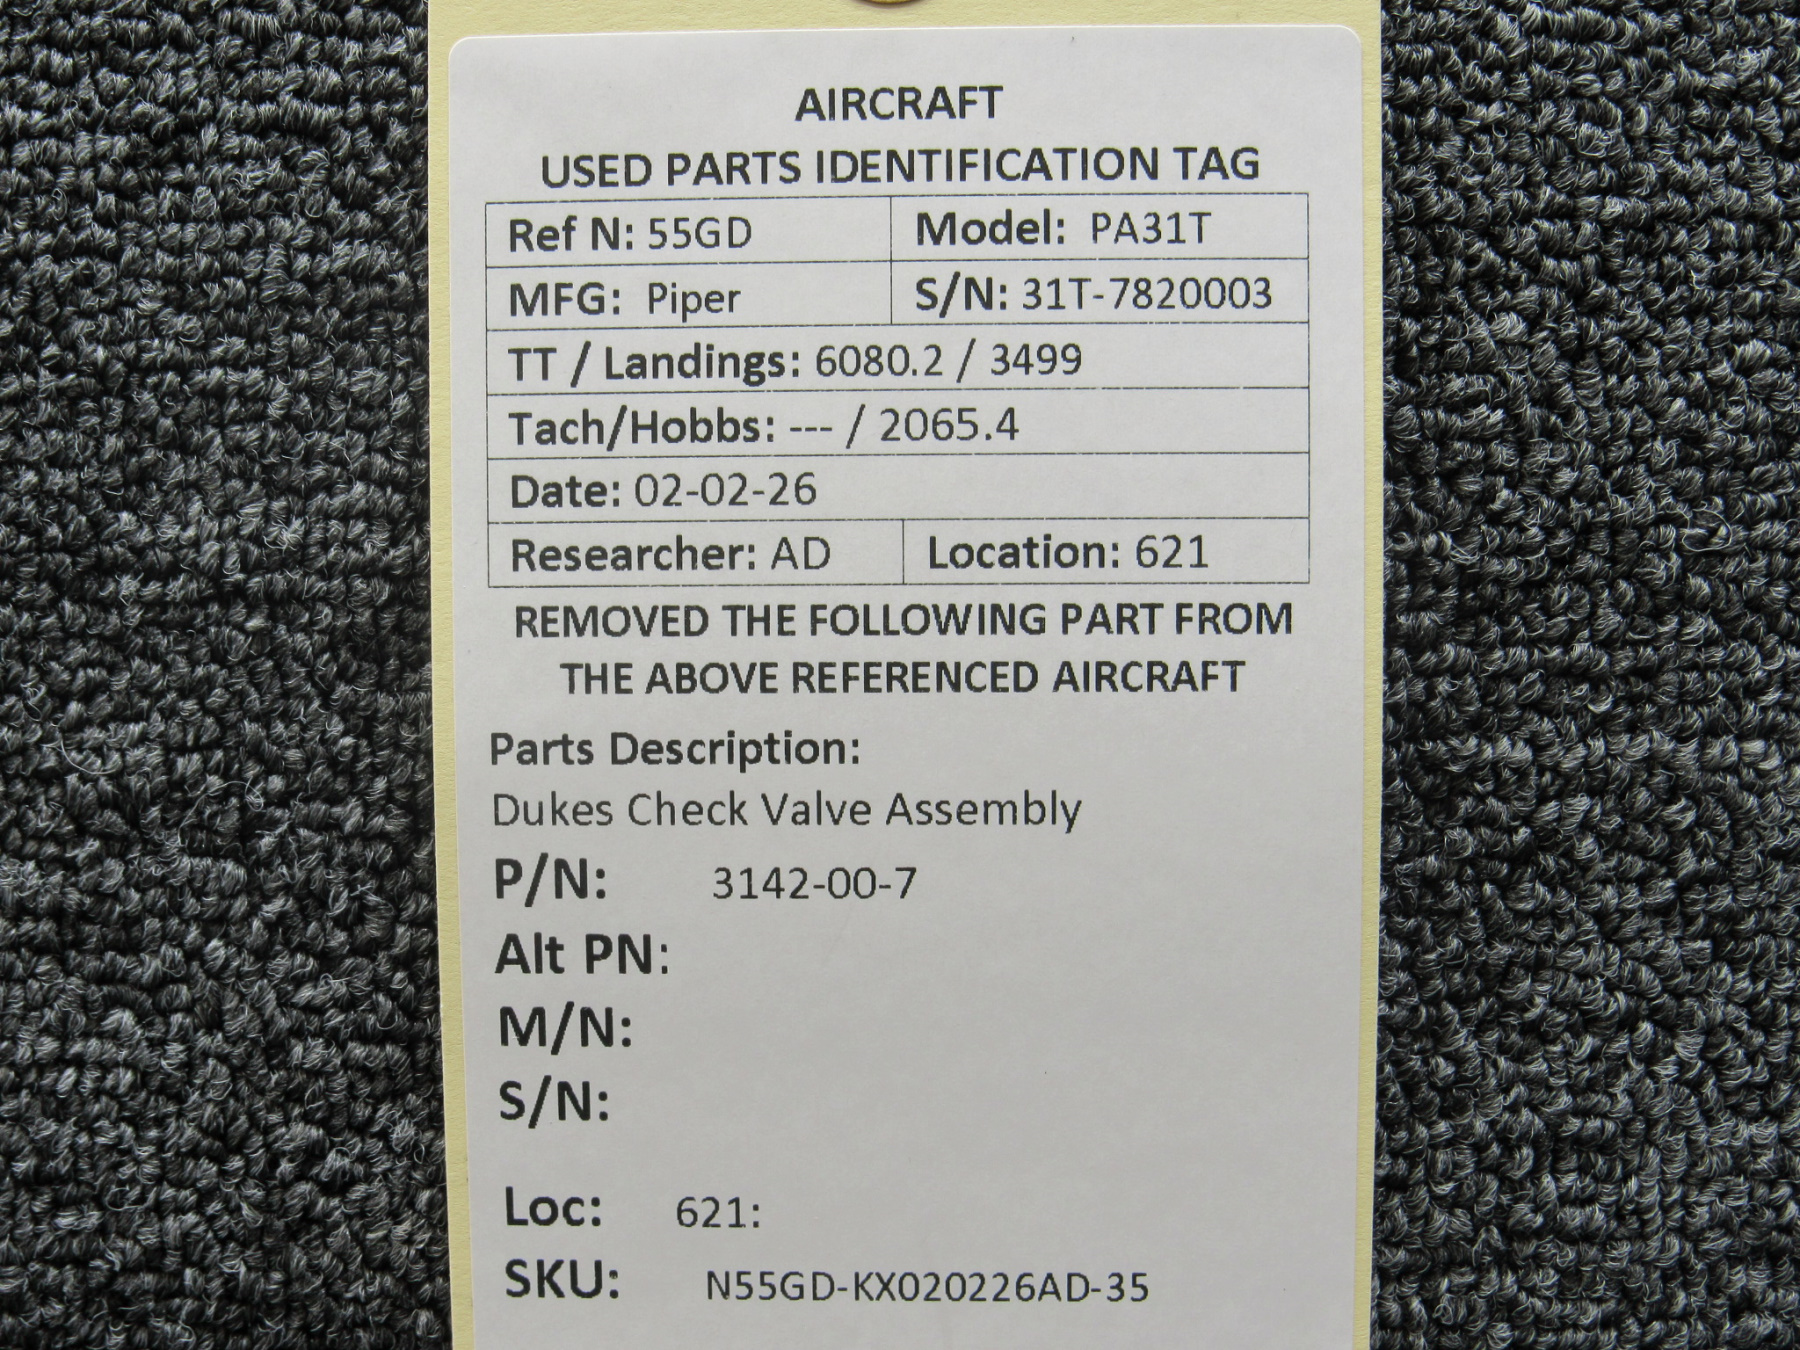 AIRCRAFT
USED PARTS IDENTIFICATION TAG
Ref N: 55GD Model: PA31T
MFG: Piper S/N: 31T-7820003
TT / Landings: 6080.2 / 3499
Tach/Hobbs: --- / 2065.4
Date: 02-02-26
Researcher: AD Location: 621
REMOVED THE FOLLOWING PART FROM
THE ABOVE REFERENCED AIRCRAFT
Parts Description:
Dukes Check Valve Assembly
P/N: 3142-00-7
Alt PN:
M/N:
S/N:
Loc: 621:
SKU: N55GD-KX020226AD-35